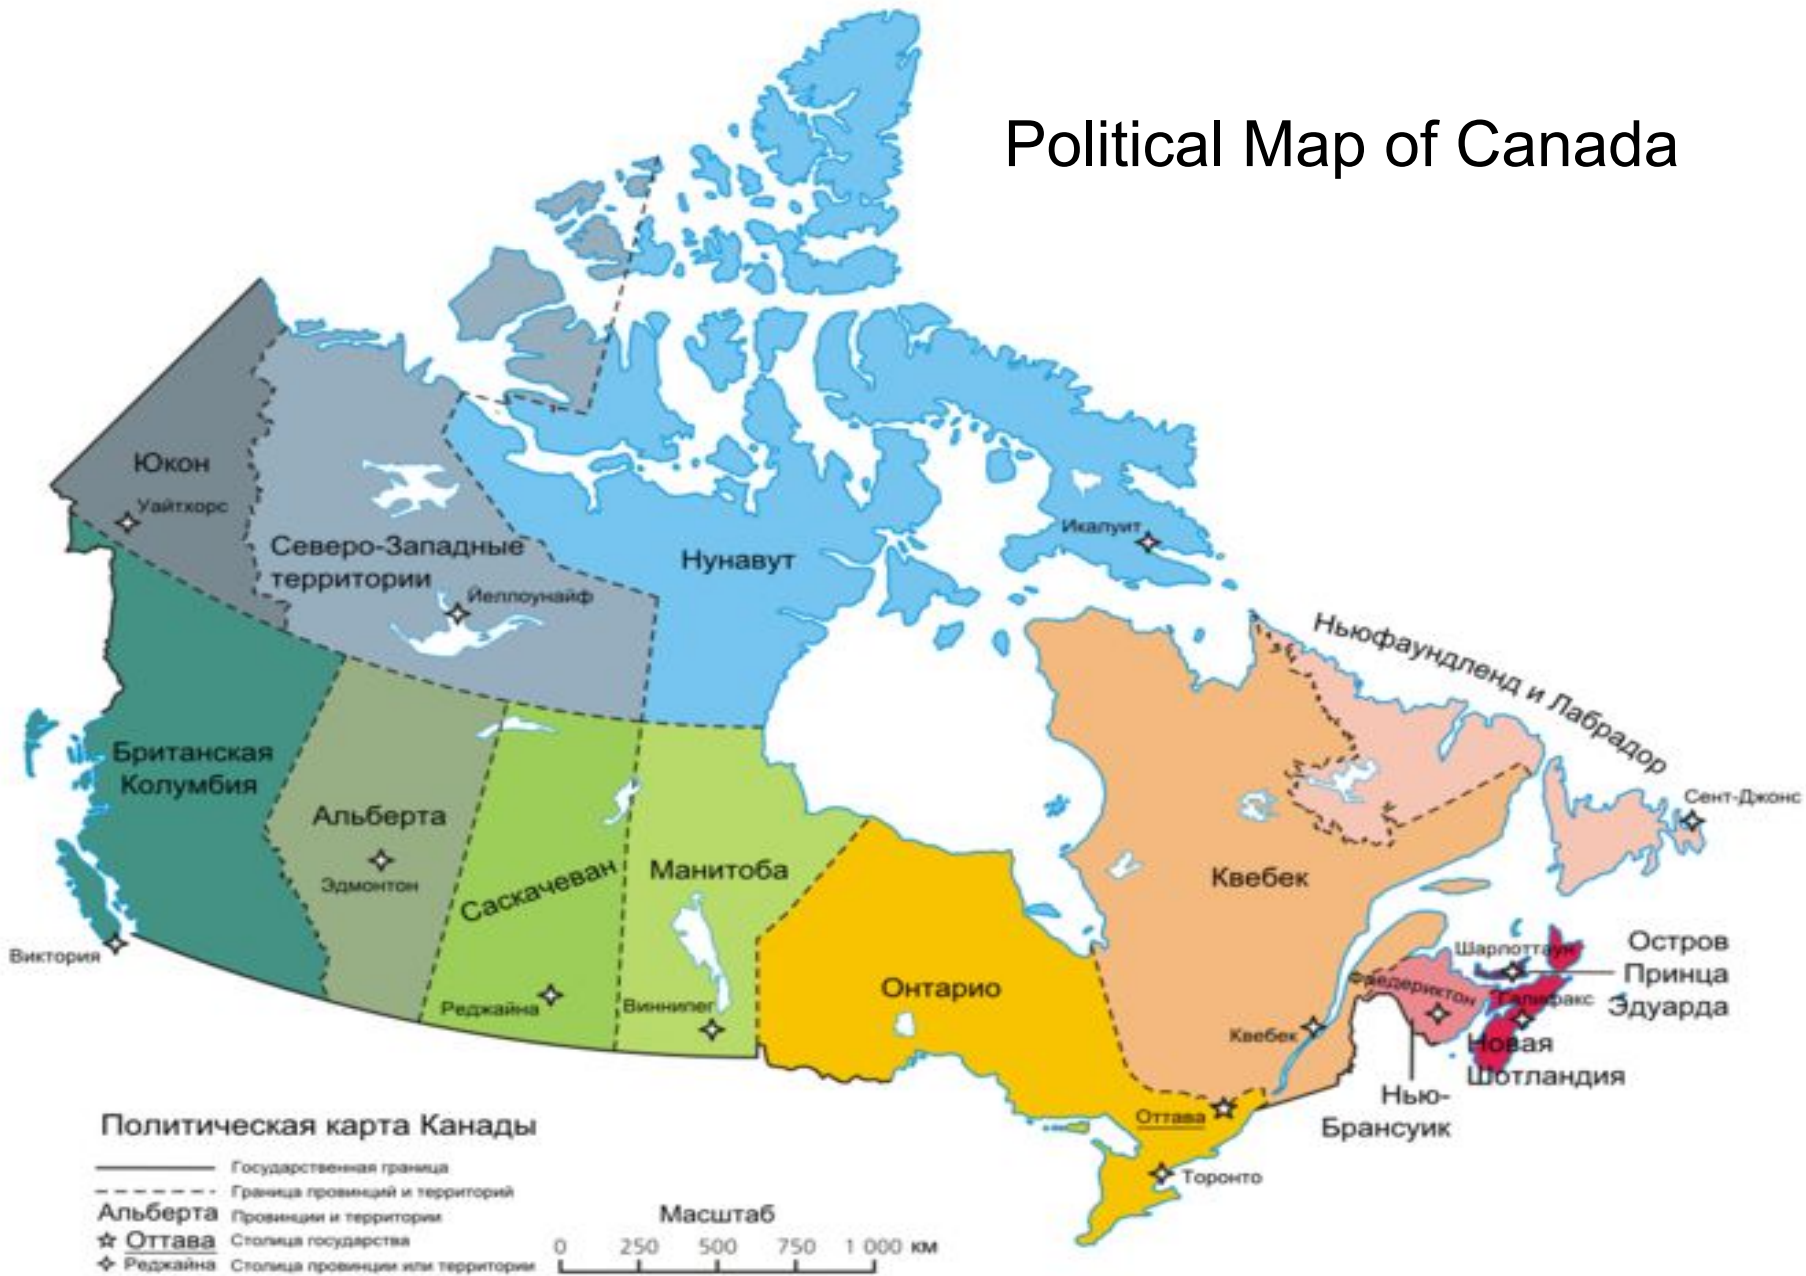 Political Map of Canada
Юкон
Уайтхорс
Северо-Западные
территории
Йеллоунайф
Нунавут
Икалуит
Ньюфаундленд и Лабрадор
Сент-Джонс
Британская
Колумбия
Виктория
Альберта
Эдмонтон
Саскачеван
Реджайна
Манитоба
Виннипег
Онтарио
Оттава
Торонто
Квебек
Квебек
Шарлоттаун
Остров
Принца
Эдуарда
Фредериктон
Галифакс
Новая
Шотландия
Нью-
Брансуик
Политическая карта Канады
Государственная граница
Граница провинций и территорий
Альберта Провинции и территории
Оттава Столица государства
Реджайна Столица провинции или территории
Масштаб
0 250 500 750 1 000 км